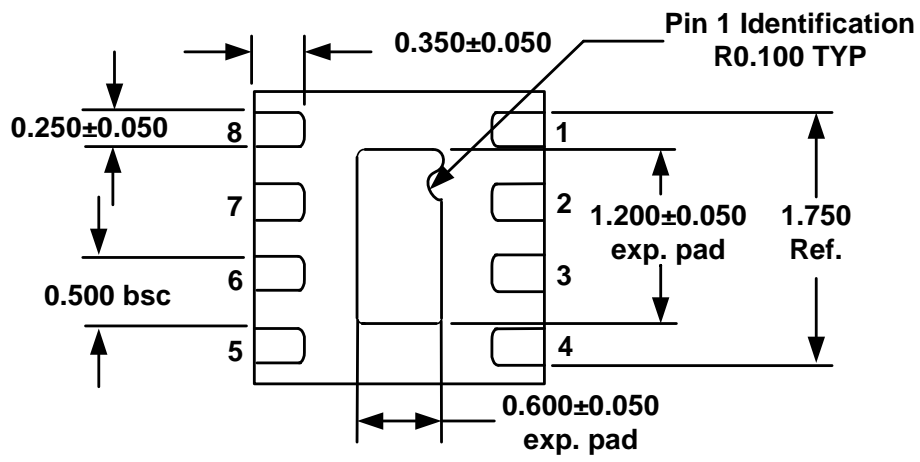 Pin 1 Identification
R0.100 TYP
0.350±0.050
0.250±0.050
8
1
7
2
1.200±0.050
exp. pad
1.750
Ref.
6
3
0.500 bsc
5
4
0.600±0.050
exp. pad